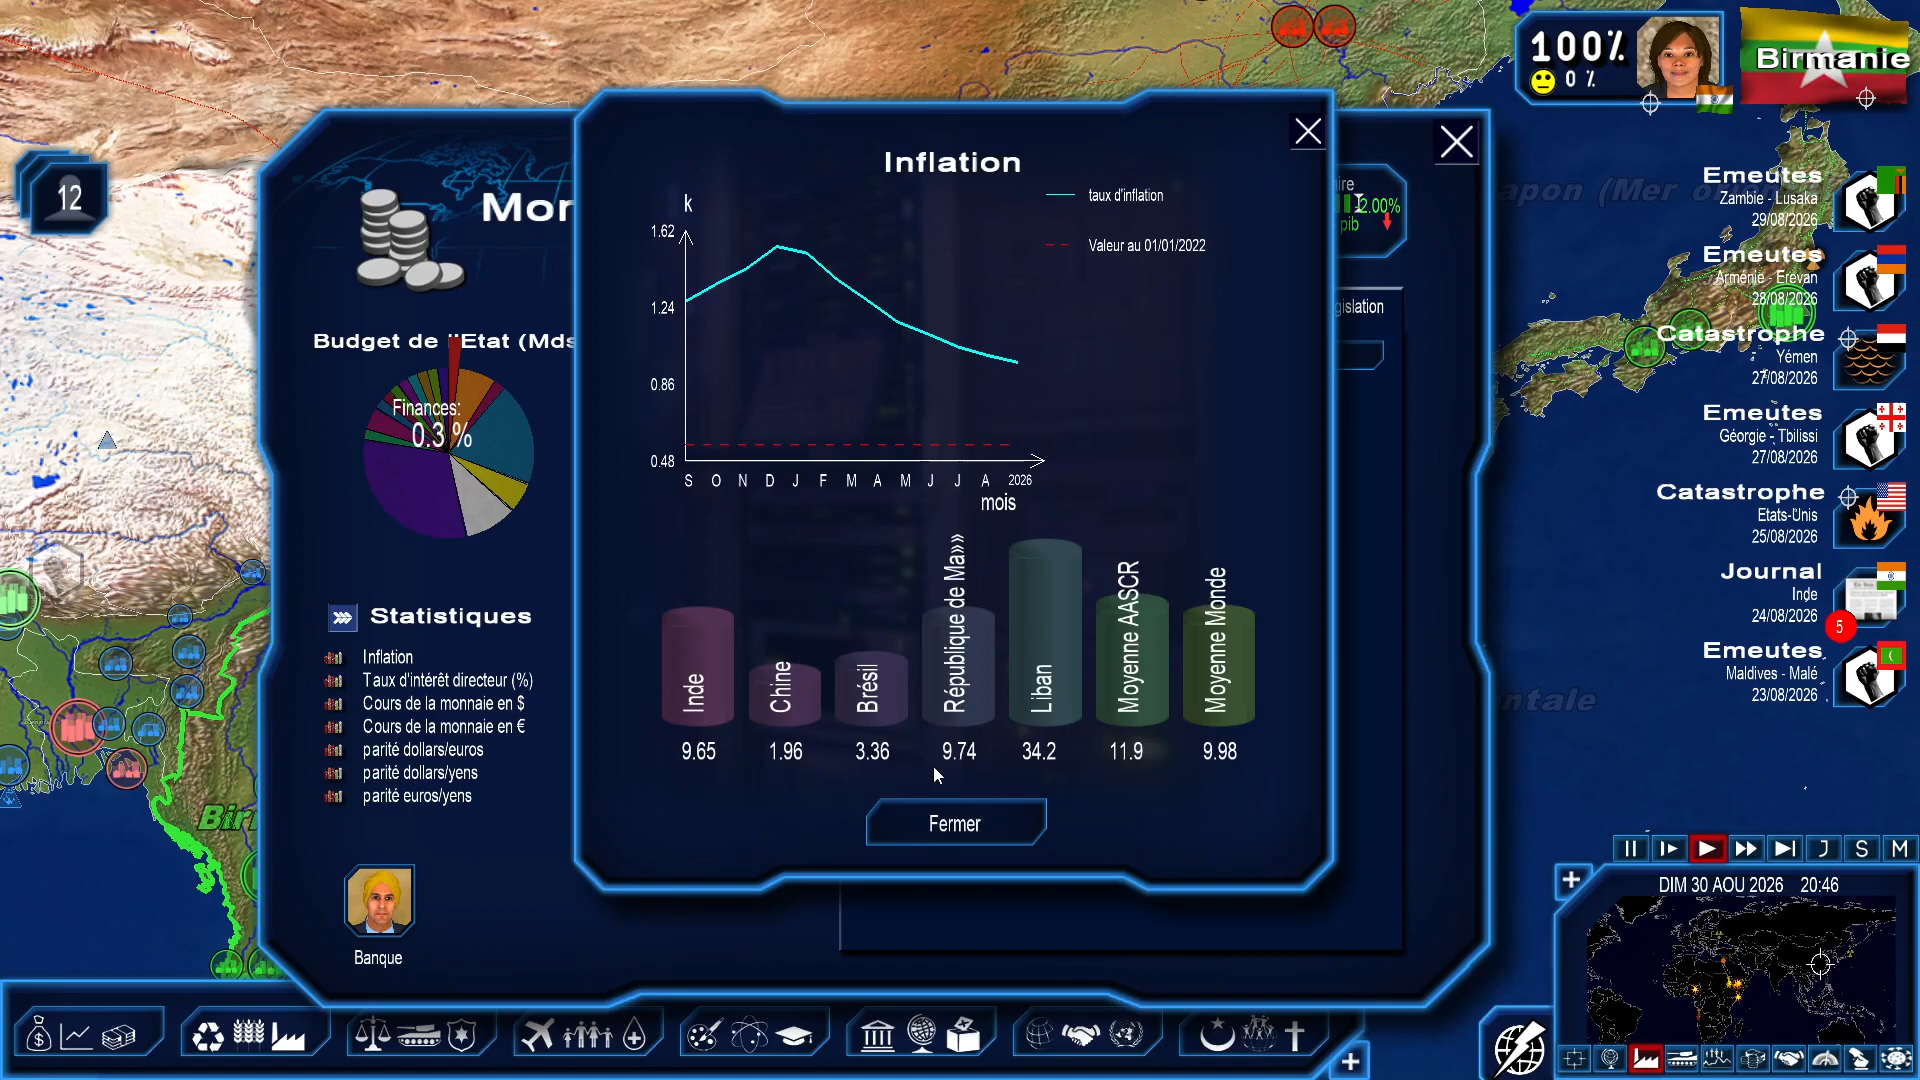 100%
0 %
Birmanie
12
Mon
Budget de l'Etat (Mds
Finances:
0.3 %
Statistiques
Inflation
Taux d'intérêt directeur (%)
Cours de la monnaie en $
Cours de la monnaie en €
parité dollars/euros
parité dollars/yens
parité euros/yens
Banque
Inflation
taux d'inflation
Valeur au 01/01/2022
k
1.62
1.24
0.86
0.48
S O N D J F M A M J J A 2026
mois
Inde
Chine
Brésil
République de Ma»»
Liban
Moyenne AASCR
Moyenne Monde
9.65 1.96 3.36 9.74 34.2 11.9 9.98
Fermer
2.00%
pib
Emeutes
Zambie - Lusaka
29/08/2026
Emeutes
Arménie - Erevan
28/08/2026
Catastrophe
Yémen
27/08/2026
Emeutes
Géorgie - Tbilissi
27/08/2026
Catastrophe
Etats-Unis
25/08/2026
Journal
Inde
24/08/2026
5
Emeutes
Maldives - Malé
23/08/2026
J S M
DIM 30 AOU 2026 20:46